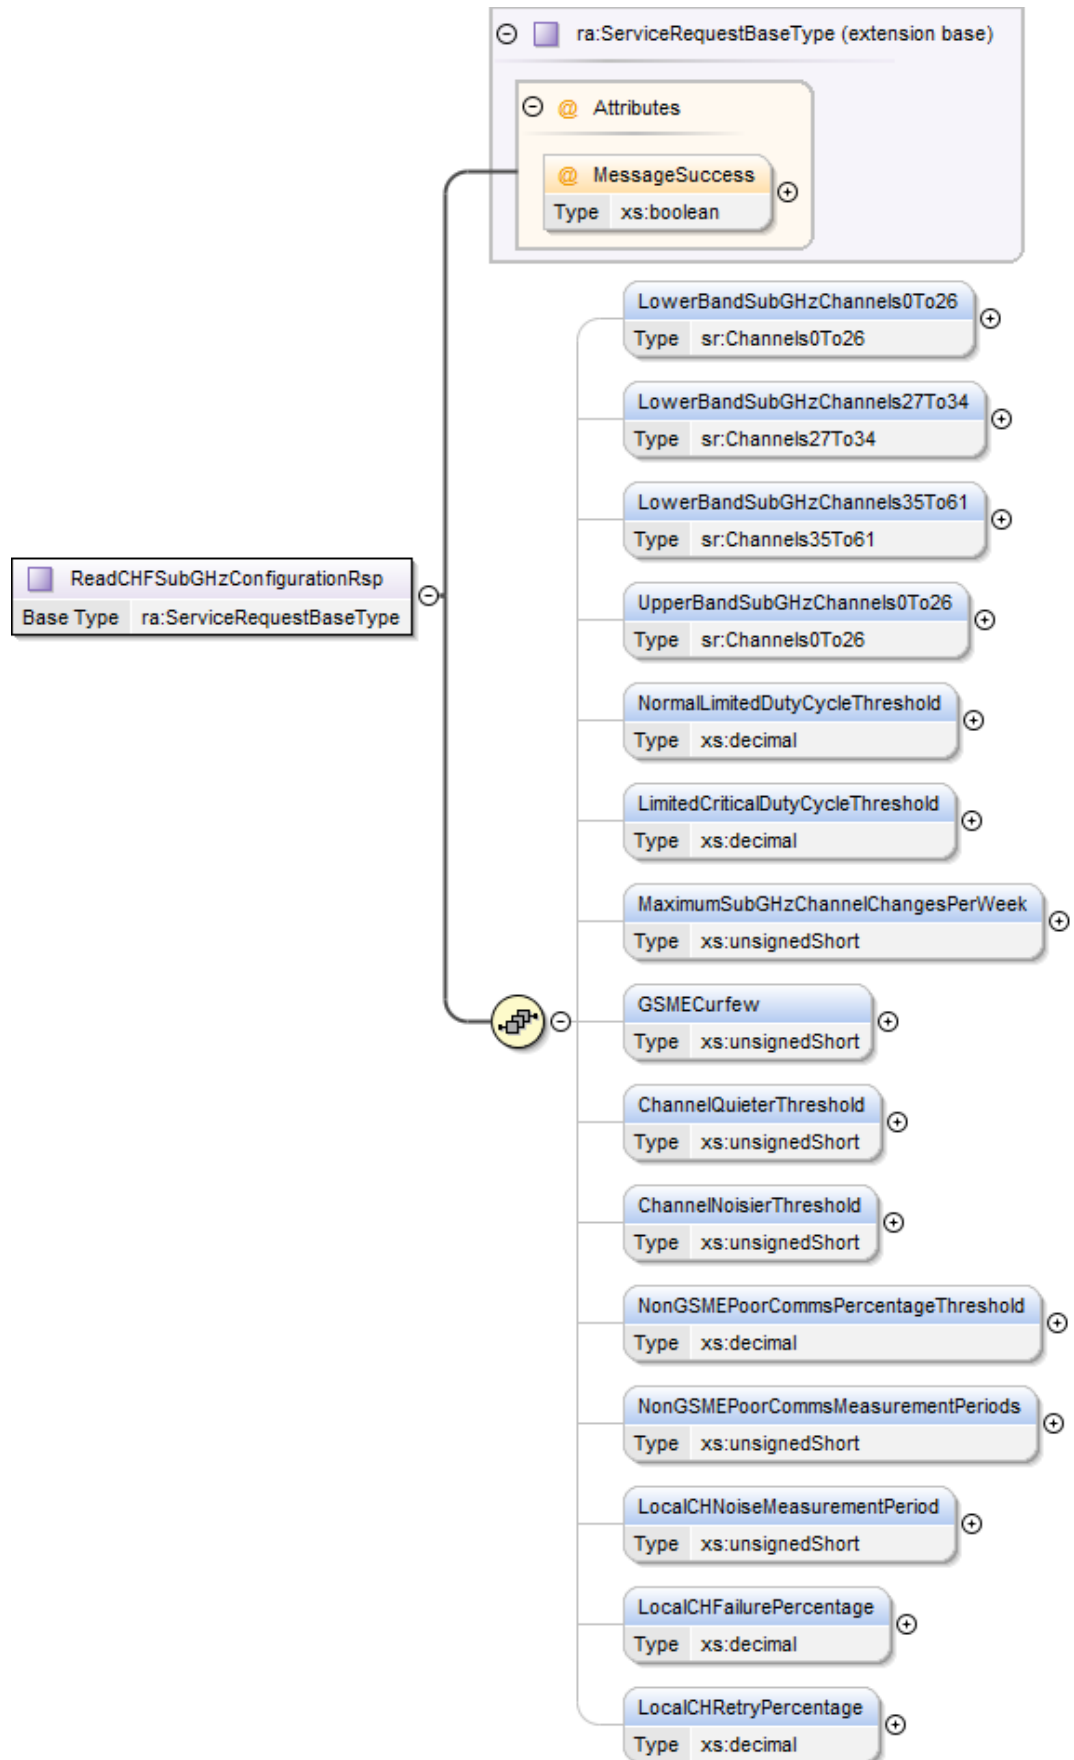 ra:ServiceRequestBaseType (extension base)
@ Attributes
@ MessageSuccess
Type xs:boolean
LowerBandSubGHzChannels0To26
Type sr:Channels0To26
LowerBandSubGHzChannels27To34
Type sr:Channels27To34
LowerBandSubGHzChannels35To61
Type sr:Channels35To61
ReadCHFSubGHzConfigurationRsp
Base Type ra:ServiceRequestBaseType
UpperBandSubGHzChannels0To26
Type sr:Channels0To26
NormalLimitedDutyCycleThreshold
Type xs:decimal
LimitedCriticalDutyCycleThreshold
Type xs:decimal
MaximumSubGHzChannelChangesPerWeek
Type xs:unsignedShort
GSMECurfew
Type xs:unsignedShort
ChannelQuieterThreshold
Type xs:unsignedShort
ChannelNoisierThreshold
Type xs:unsignedShort
NonGSMEPoorCommsPercentageThreshold
Type xs:decimal
NonGSMEPoorCommsMeasurementPeriods
Type xs:unsignedShort
LocalCHNoiseMeasurementPeriod
Type xs:unsignedShort
LocalCHFailurePercentage
Type xs:decimal
LocalCHRetryPercentage
Type xs:decimal